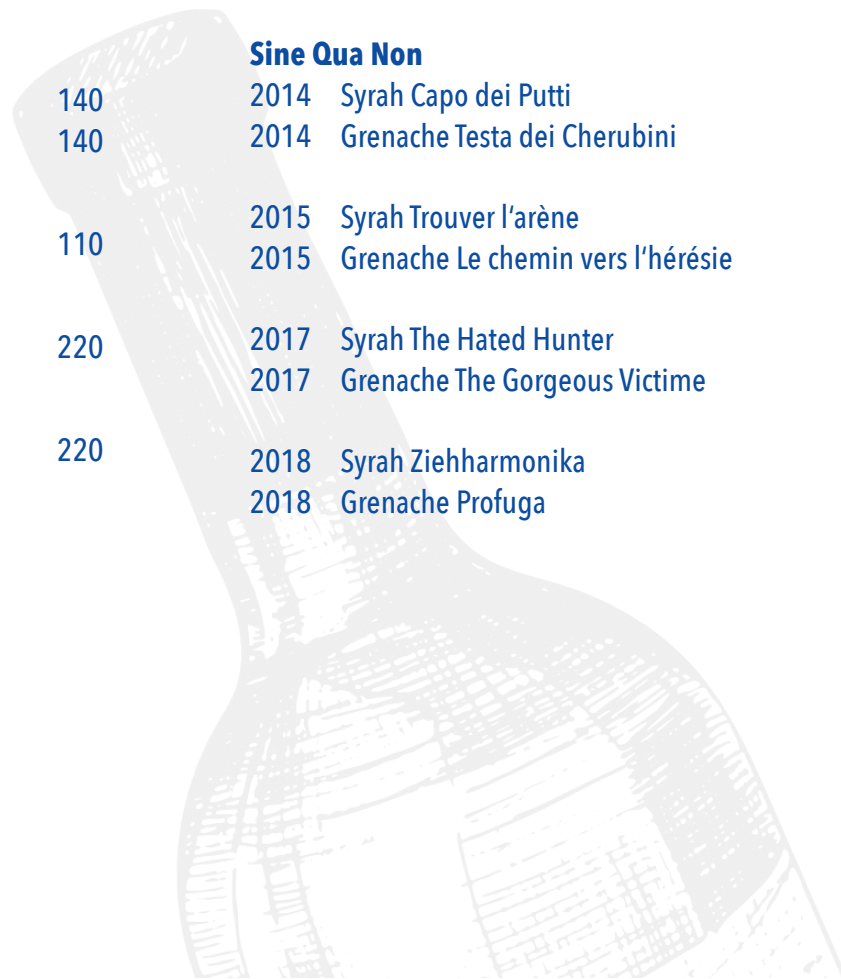 Sine Qua Non
140 2014 Syrah Capo dei Putti
140 2014 Grenache Testa dei Cherubini
2015 Syrah Trouver l’arène
110
2015 Grenache Le chemin vers l’hérésie
220 2017 Syrah The Hated Hunter
2017 Grenache The Gorgeous Victime
220 2018 Syrah Ziehharmonika
2018 Grenache Profuga